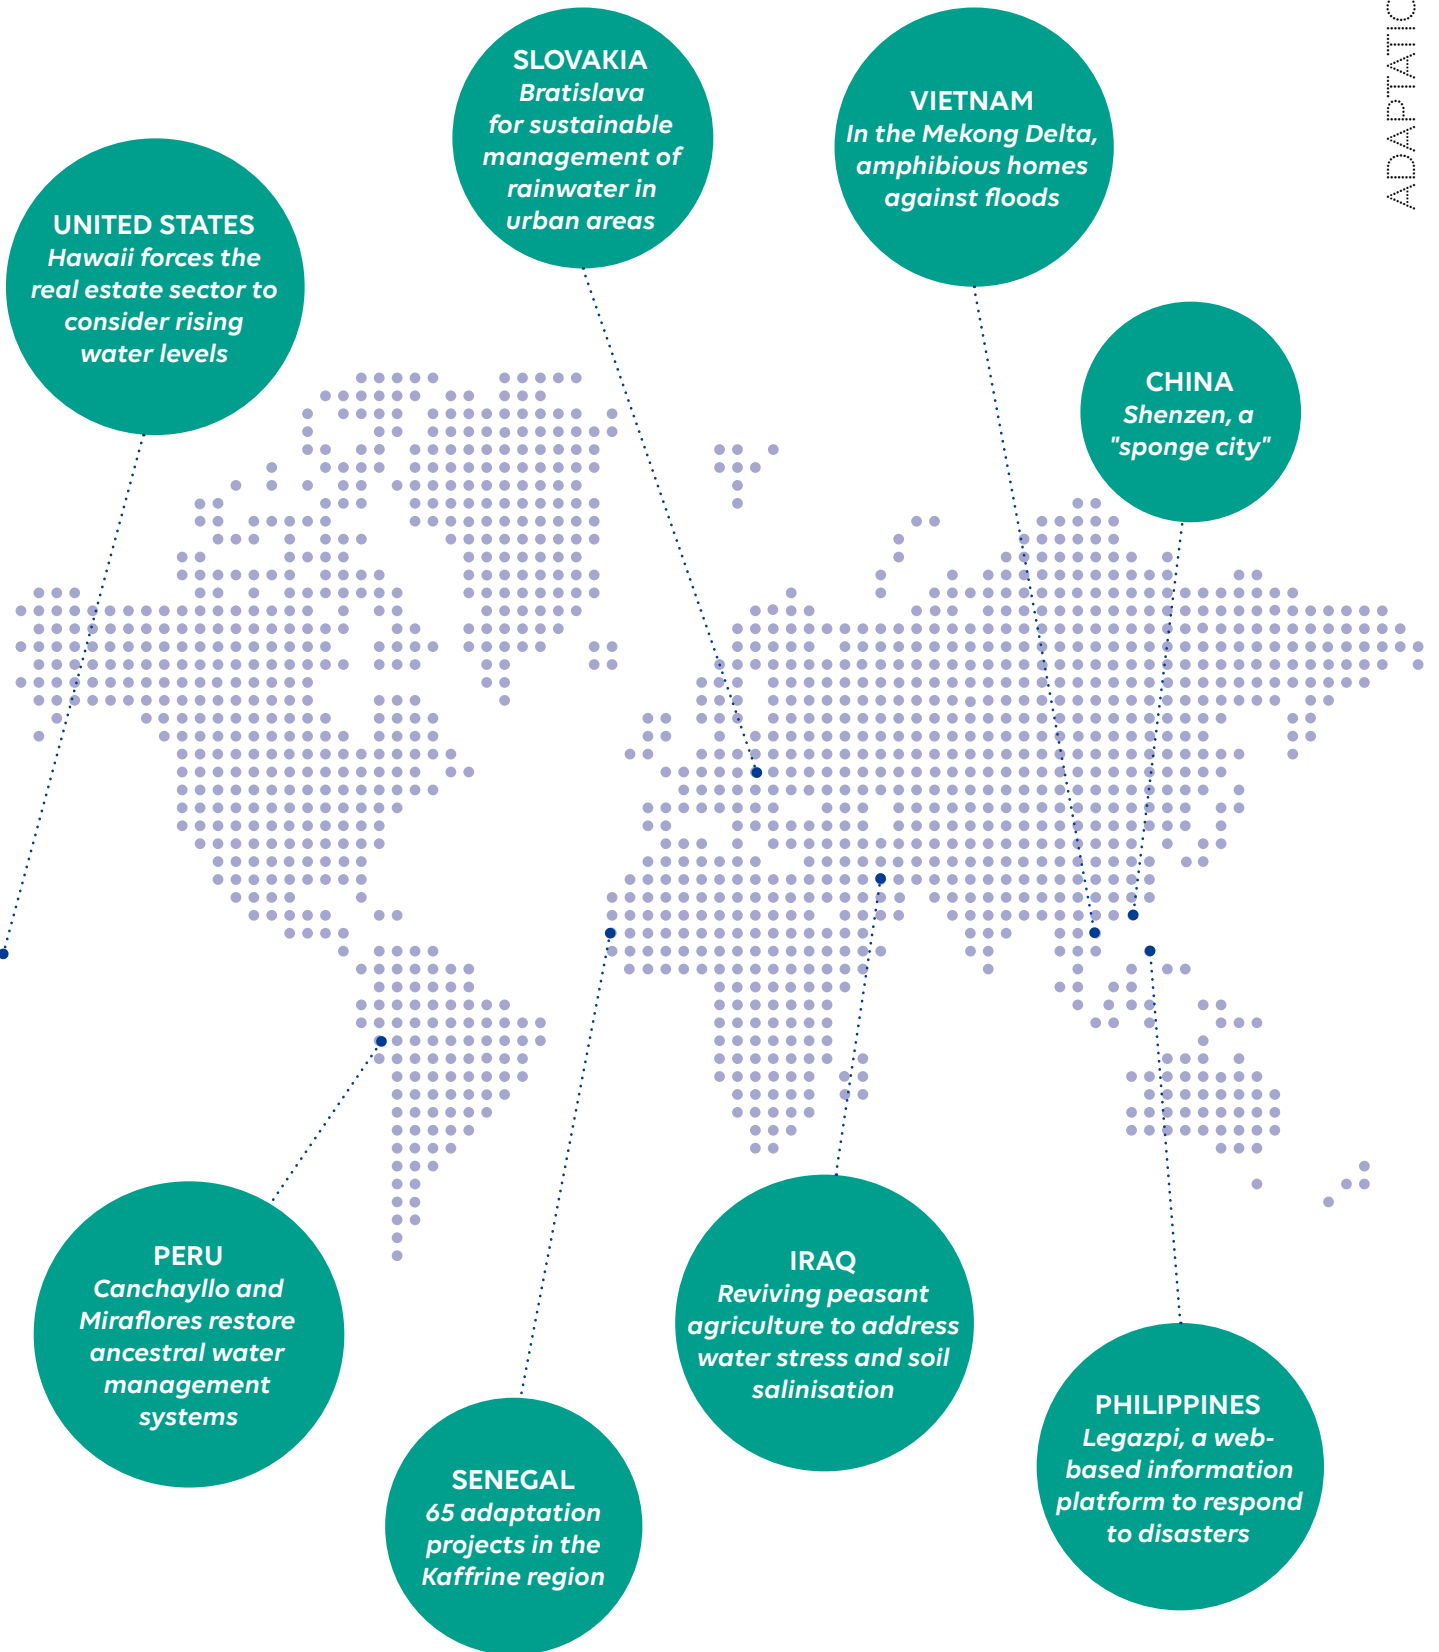 ADAPTATIO
SLOVAKIA
Bratislava
for sustainable
management of
rainwater in
urban areas
VIETNAM
In the Mekong Delta,
amphibious homes
against floods
UNITED STATES
Hawaii forces the
real estate sector to
consider rising
water levels
CHINA
Shenzen, a
"sponge city"
PERU
Canchayllo and
Miraflores restore
ancestral water
management
systems
IRAQ
Reviving peasant
agriculture to address
water stress and soil
salinisation
SENEGAL
65 adaptation
projects in the
Kaffrine region
PHILIPPINES
Legazpi, a web-
based information
platform to respond
to disasters